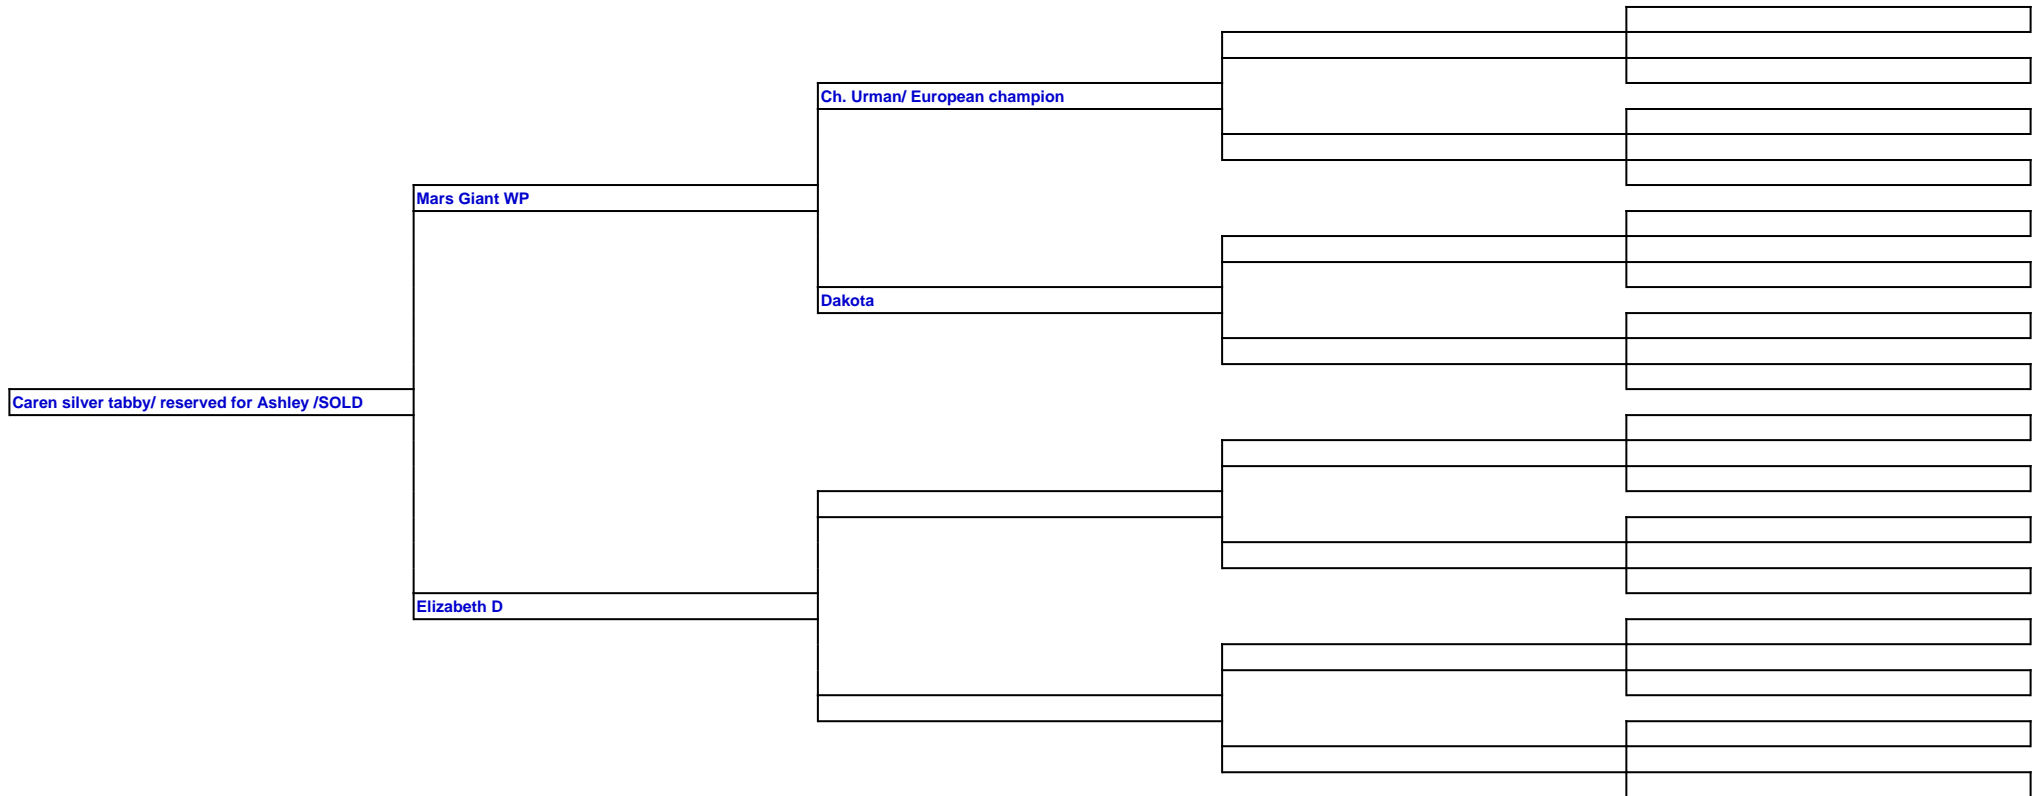 Ch. Urman/ European champion
Mars Giant WP
Dakota
Caren silver tabby/ reserved for Ashley /SOLD
Elizabeth D